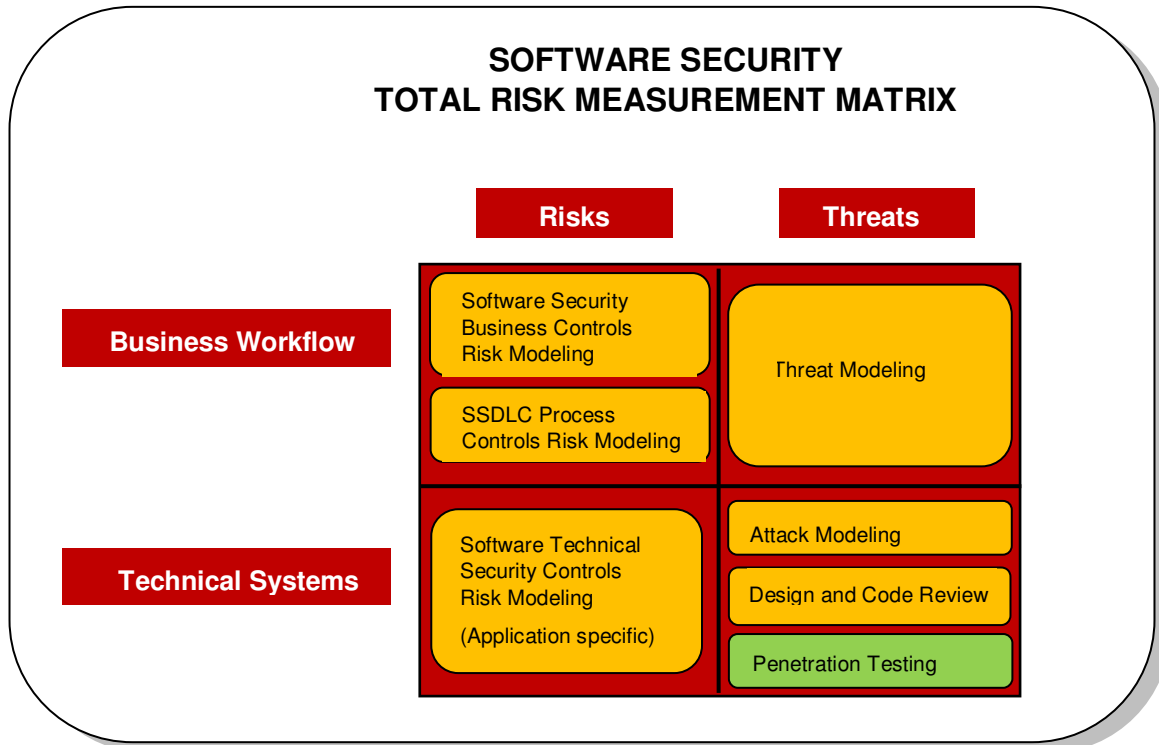 SOFTWARE SECURITY
TOTAL RISK MEASUREMENT MATRIX
Risks
Threats
Business Workflow
Software Security
Business Controls
Risk Modeling
SSDLC Process
Controls Risk Modeling
Threat Modeling
Technical Systems
Software Technical
Security Controls
Risk Modeling
(Application specific)
Attack Modeling
Design and Code Review
Penetration Testing